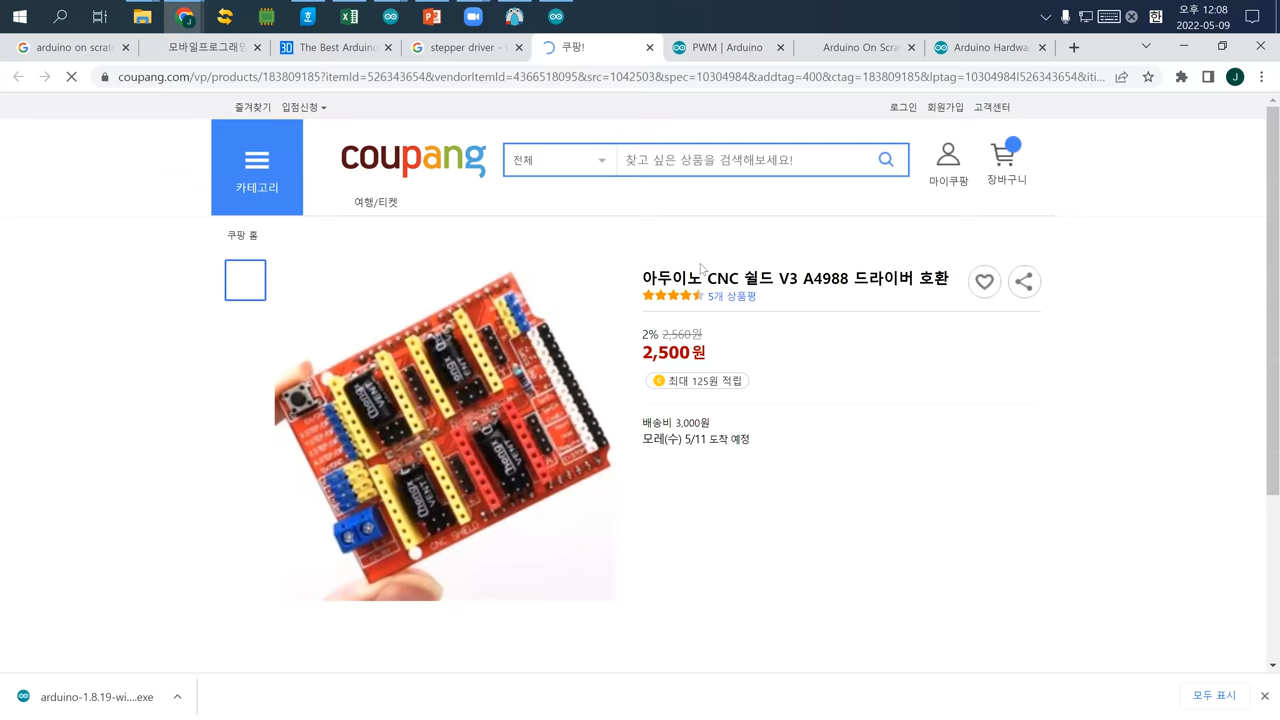 오후 12:08
2022-05-09
한
arduino on scrat
모바일프로그래밍
The Best Arduino
stepper driver -
쿠팡!
PWM | Arduino
Arduino On Scra
Arduino Hardwa
coupang.com/vp/products/183809185?itemId=526343654&vendorItemId=4366518095&src=1042503&spec=10304984&addtag=400&ctag=183809185&lptag=10304984I526343654&iti...
즐겨찾기 입점신청
로그인 회원가입 고객센터
카테고리
coupang
전체
찾고 싶은 상품을 검색해보세요!
마이쿠팡
장바구니
여행/티켓
쿠팡 홈
아두이노 CNC 쉴드 V3 A4988 드라이버 호환
5개 상품평
2% 2,560원
2,500원
최대 125원 적립
배송비 3,000원
모레(수) 5/11 도착 예정
Chongx
VENT
CNC SHIELD
arduino-1.8.19-wi....exe
모두 표시
J